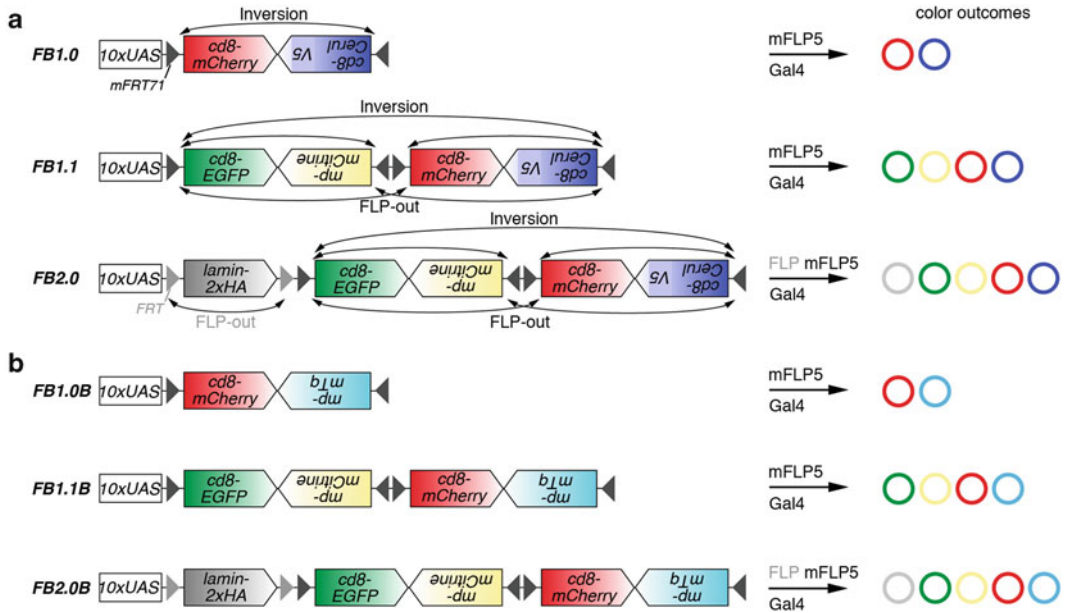 color outcomes
a
Inversion
FB1.0
10xUAS
cd8-
mCherry
cd8-
Cerul
V5
mFRT71
mFLP5
Gal4
Inversion
FB1.1
10xUAS
cd8-
EGFP
mp-
mCitrine
cd8-
mCherry
cd8-
Cerul
V5
FLP-out
mFLP5
Gal4
Inversion
FB2.0
10xUAS
lamin-
2xHA
cd8-
EGFP
mp-
mCitrine
cd8-
mCherry
cd8-
Cerul
V5
FRT
FLP-out
FLP-out
FLP mFLP5
Gal4
b
FB1.0B
10xUAS
cd8-
mCherry
mp-
mTq
mFLP5
Gal4
FB1.1B
10xUAS
cd8-
EGFP
mp-
mCitrine
cd8-
mCherry
mp-
mTq
mFLP5
Gal4
FB2.0B
10xUAS
lamin-
2xHA
cd8-
EGFP
mp-
mCitrine
cd8-
mCherry
mp-
mTq
FLP mFLP5
Gal4